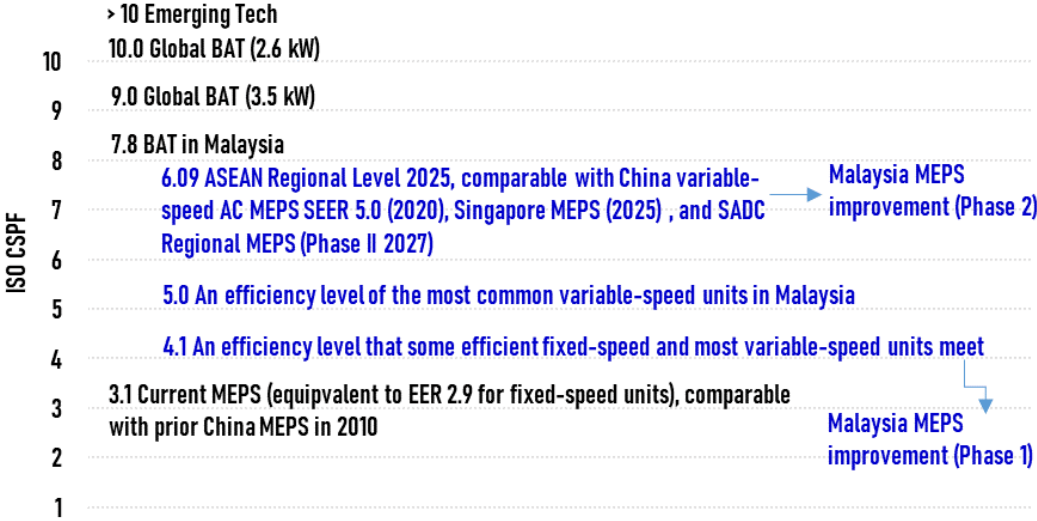 > 10 Emerging Tech
10.0 Global BAT (2.6 kW)
10
9.0 Global BAT (3.5 kW)
9
7.8 BAT in Malaysia
8
6.09 ASEAN Regional Level 2025, comparable with China variable-
speed AC MEPS SEER 5.0 (2020), Singapore MEPS (2025) , and SADC
Regional MEPS (Phase II 2027)
Malaysia MEPS
improvement (Phase 2)
7
6
ISO CSPF
5.0 An efficiency level of the most common variable-speed units in Malaysia
5
4.1 An efficiency level that some efficient fixed-speed and most variable-speed units meet
4
3.1 Current MEPS (equipvalent to EER 2.9 for fixed-speed units), comparable
with prior China MEPS in 2010
3
Malaysia MEPS
improvement (Phase 1)
2
1